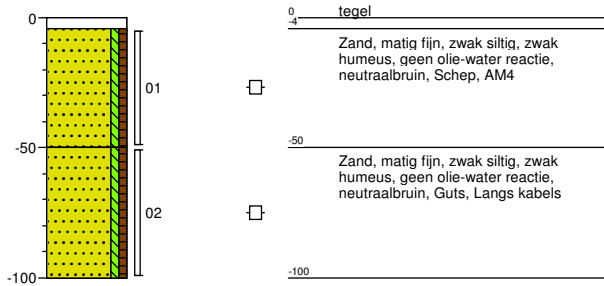 0
0
tegel
-4
Zand, matig fijn, zwak siltig, zwak
humeus, geen olie-water reactie,
neutraalbruin, Schep, AM4
01
-50
-50
Zand, matig fijn, zwak siltig, zwak
humeus, geen olie-water reactie,
neutraalbruin, Guts, Langs kabels
02
-100
-100